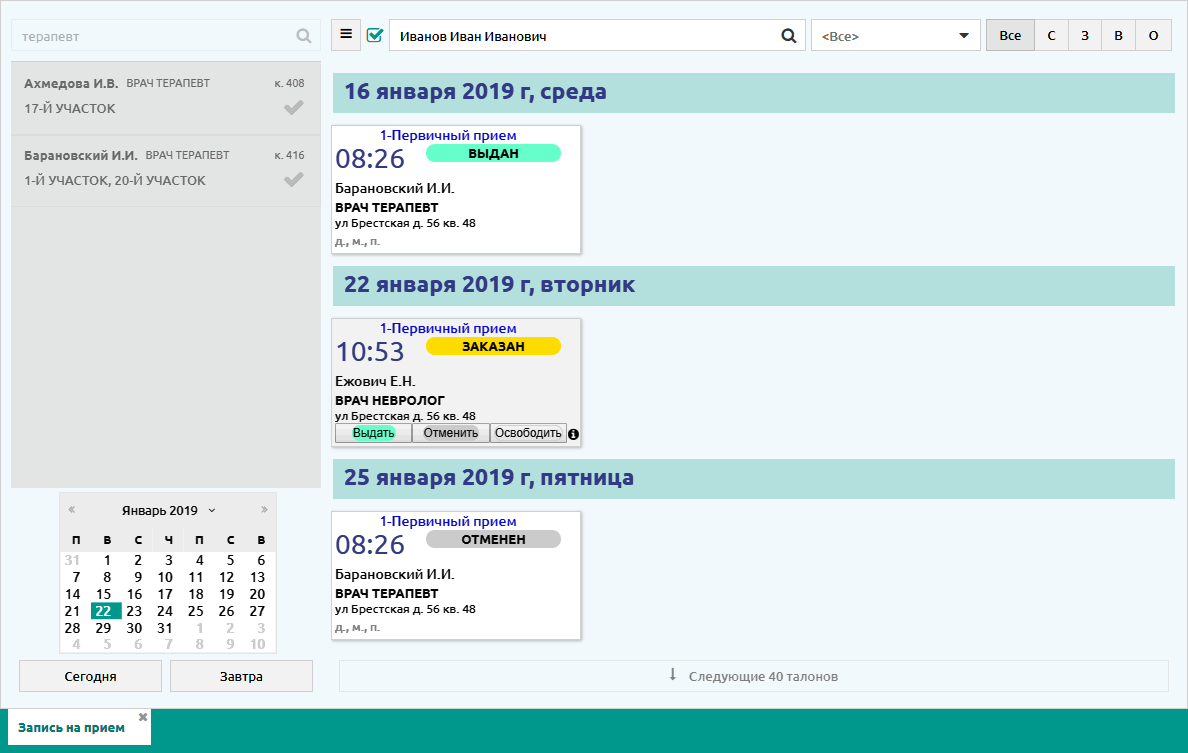 терапевт
Ахмедова И.В. ВРАЧ ТЕРАПЕВТ к. 408
17-Й УЧАСТОК
Барановский И.И. ВРАЧ ТЕРАПЕВТ к. 416
1-Й УЧАСТОК, 20-Й УЧАСТОК
« Январь 2019 »
П В С Ч П С В
31 1 2 3 4 5 6
7 8 9 10 11 12 13
14 15 16 17 18 19 20
21 22 23 24 25 26 27
28 29 30 31 1 2 3
4 5 6 7 8 9 10
Сегодня Завтра
Иванов Иван Иванович <Все> Все С З В О
16 января 2019 г, среда
1-Первичный прием
08:26 ВЫДАН
Барановский И.И.
ВРАЧ ТЕРАПЕВТ
ул Брестская д. 56 кв. 48
д., м., п.
22 января 2019 г, вторник
1-Первичный прием
10:53 ЗАКАЗАН
Ежович Е.Н.
ВРАЧ НЕВРОЛОГ
ул Брестская д. 56 кв. 48
Выдать Отменить Освободить
25 января 2019 г, пятница
1-Первичный прием
08:26 ОТМЕНЕН
Барановский И.И.
ВРАЧ ТЕРАПЕВТ
ул Брестская д. 56 кв. 48
д., м., п.
Следующие 40 талонов
Запись на прием